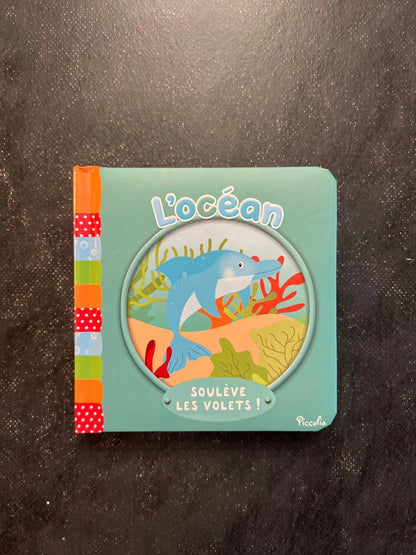 L'océan
SOULÈVE
LES VOLETS !
Piccolia